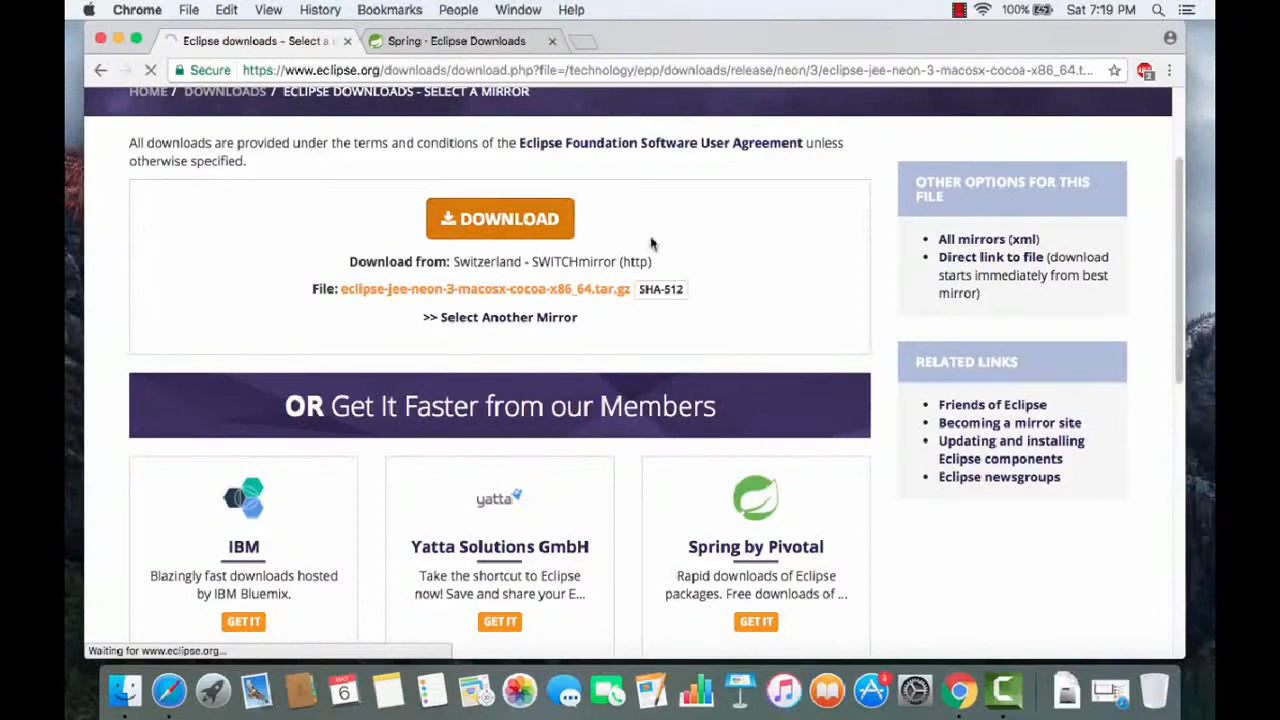 Chrome File Edit View History Bookmarks People Window Help 100% Sat 7:19 PM
Eclipse downloads - Select a
Spring · Eclipse Downloads
Secure https://www.eclipse.org/downloads/download.php?file=/technology/epp/downloads/release/neon/3/eclipse-jee-neon-3-macosx-cocoa-x86_64.t...
HOME / DOWNLOADS / ECLIPSE DOWNLOADS - SELECT A MIRROR
All downloads are provided under the terms and conditions of the Eclipse Foundation Software User Agreement unless
otherwise specified.
DOWNLOAD
Download from: Switzerland - SWITCHmirror (http)
File: eclipse-jee-neon-3-macosx-cocoa-x86_64.tar.gz SHA-512
>> Select Another Mirror
OR Get It Faster from our Members
IBM
Blazingly fast downloads hosted
by IBM Bluemix.
GET IT
yatta
Yatta Solutions GmbH
Take the shortcut to Eclipse
now! Save and share your E...
GET IT
Spring by Pivotal
Rapid downloads of Eclipse
packages. Free downloads of ...
GET IT
OTHER OPTIONS FOR THIS
FILE
All mirrors (xml)
Direct link to file (download
starts immediately from best
mirror)
RELATED LINKS
Friends of Eclipse
Becoming a mirror site
Updating and installing
Eclipse components
Eclipse newsgroups
Waiting for www.eclipse.org...
6